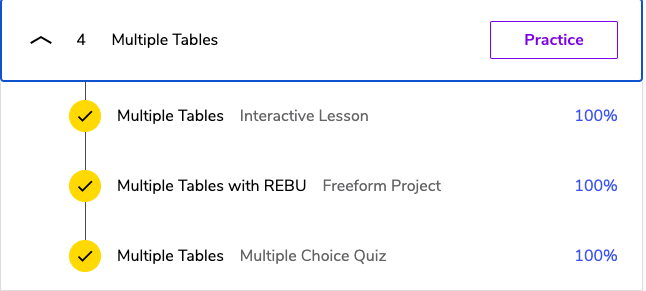 4 Multiple Tables Practice
Multiple Tables Interactive Lesson 100%
Multiple Tables with REBU Freeform Project 100%
Multiple Tables Multiple Choice Quiz 100%